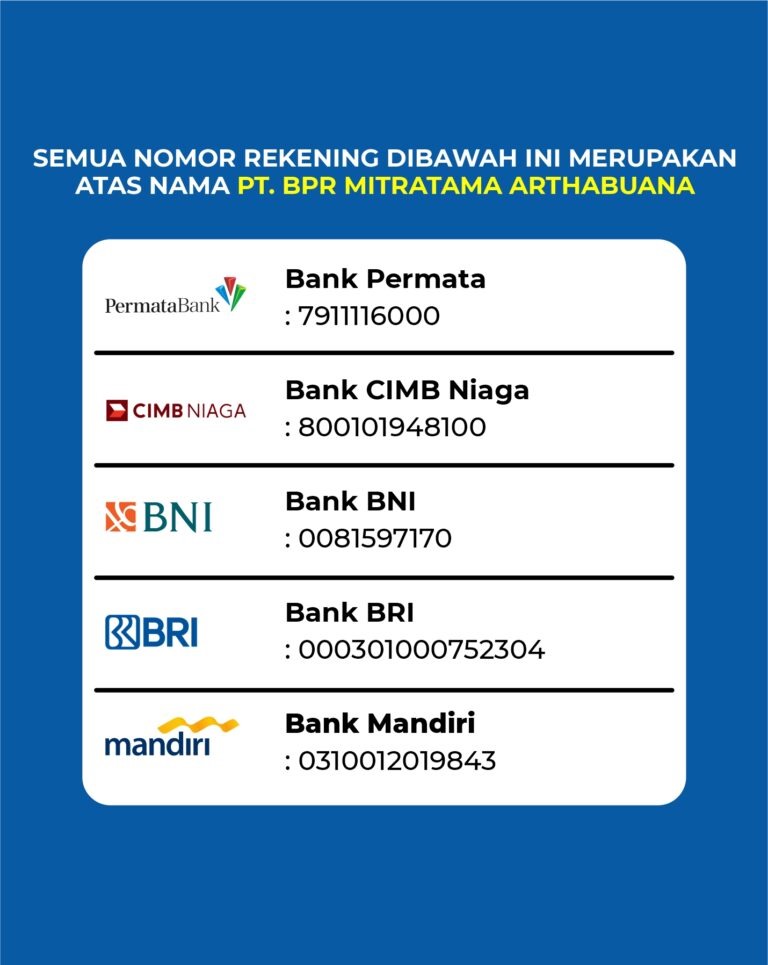 SEMUA NOMOR REKENING DIBAWAH INI MERUPAKAN
ATAS NAMA PT. BPR MITRATAMA ARTHABUANA
PermataBank
Bank Permata
: 7911116000
CIMB NIAGA
Bank CIMB Niaga
: 800101948100
BNI
Bank BNI
: 0081597170
BRI
Bank BRI
: 000301000752304
mandiri
Bank Mandiri
: 0310012019843